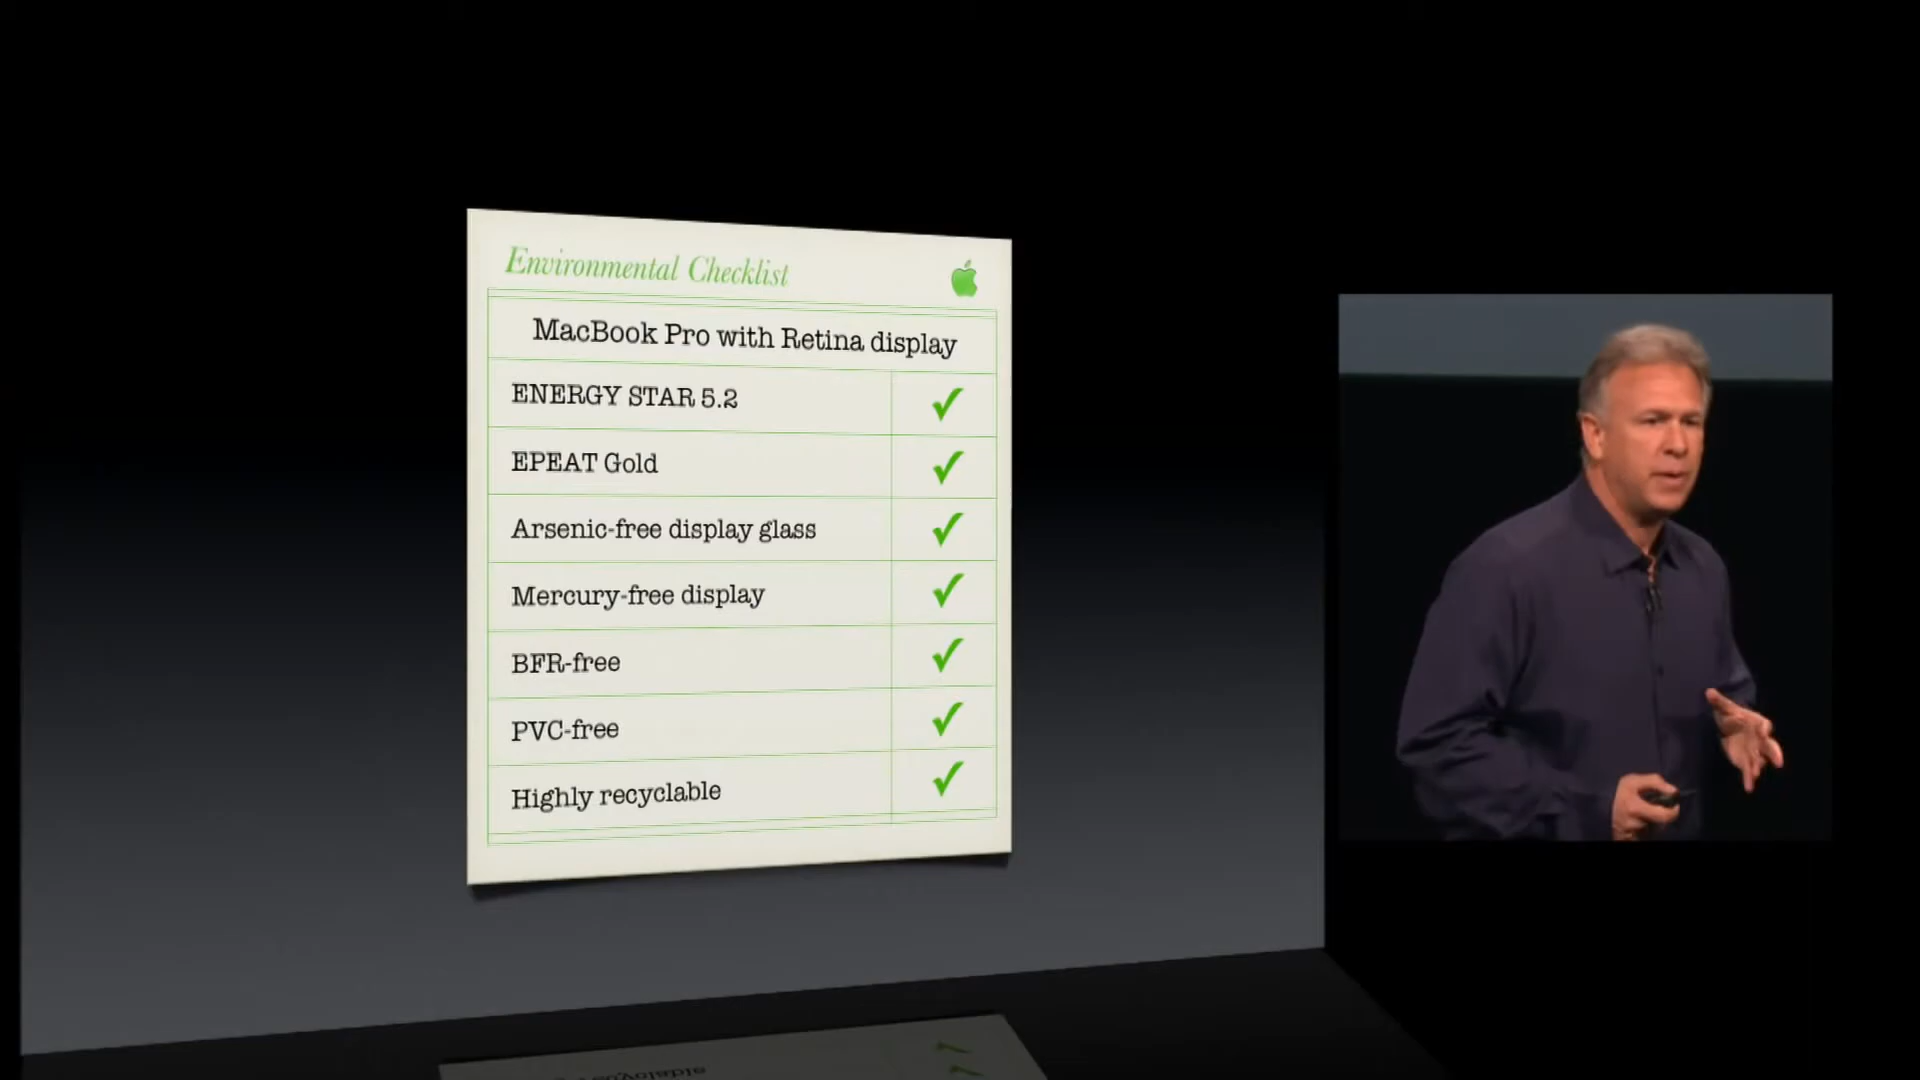 Environmental Checklist
MacBook Pro with Retina display
ENERGY STAR 5.2
EPEAT Gold
Arsenic-free display glass
Mercury-free display
BFR-free
PVC-free
Highly recyclable